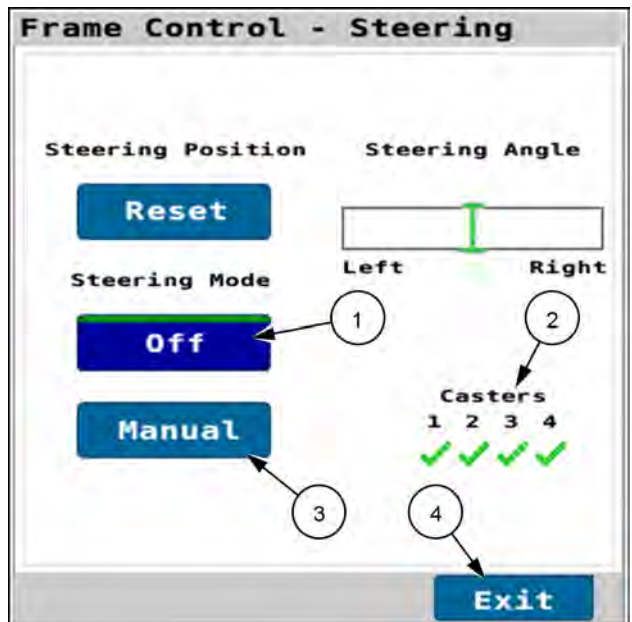 Frame Control - Steering
Steering Position
Steering Angle
Reset
Left
Right
Steering Mode
1
2
Off
Casters
1 2 3 4
Manual
3
4
Exit